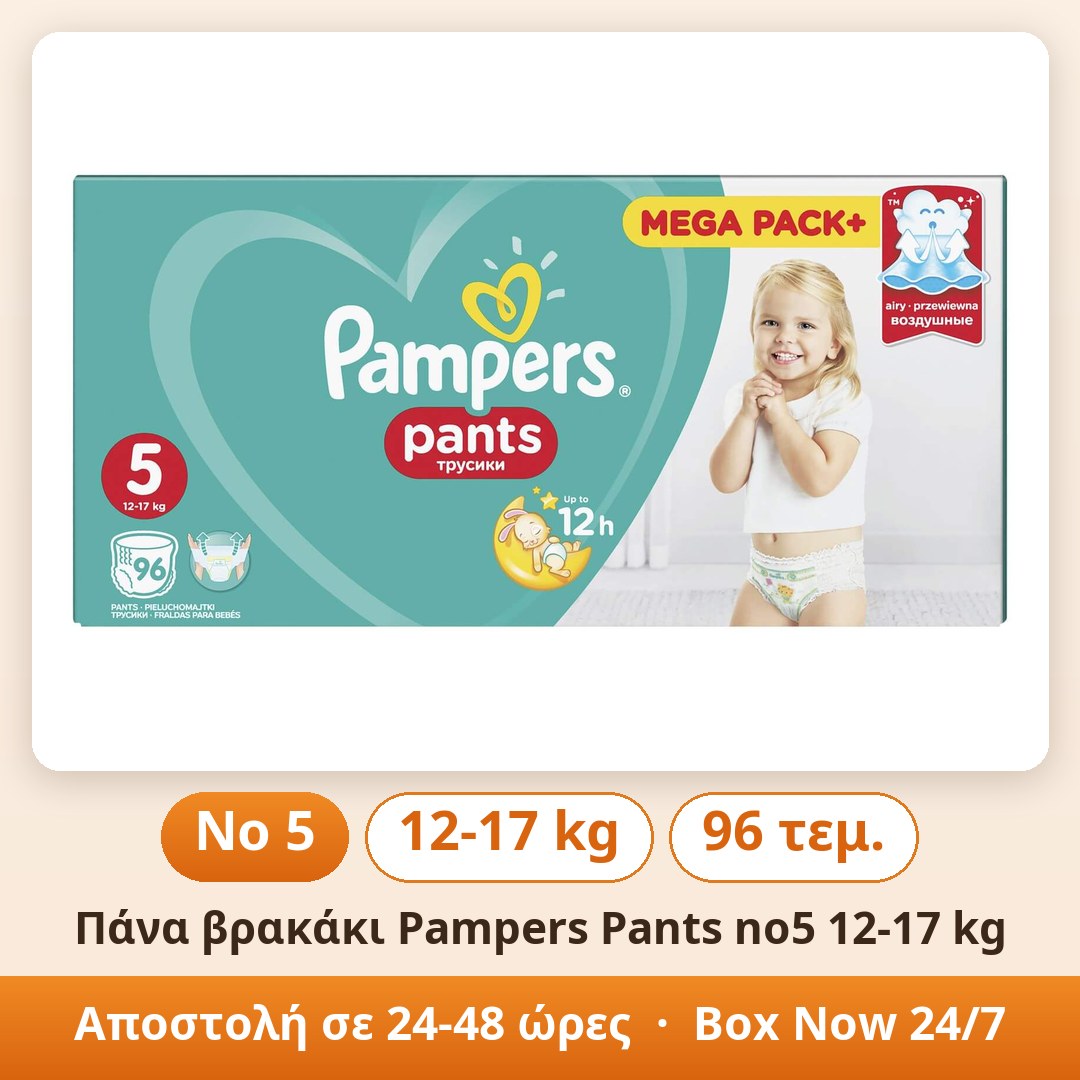 MEGA PACK+
TM
airy · przewiewna
воздушные
Pampers®
pants
трусики
5
12-17 kg
Up to
12h
96
PANTS · PIELUCHOMAJTKI
ТРУСИКИ · FRALDAS PARA BEBÉS
No 5
12-17 kg
96 τεμ.
Πάνα βρακάκι Pampers Pants no5 12-17 kg
Αποστολή σε 24-48 ώρες · Box Now 24/7